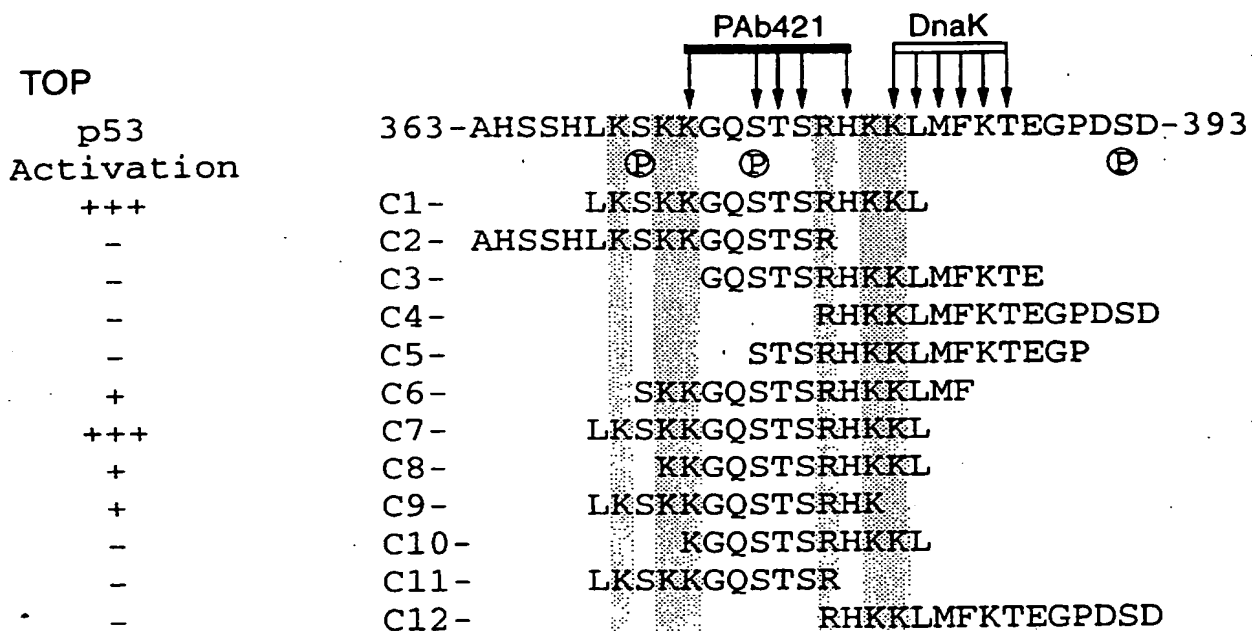 PAb421 DnaK
TOP
p53 363-AHSSHLKSKKGQSTSRHKKLMFKTEGPDSD-393
Activation P P P
+++ C1- LKSKKGQSTSRHKKL
- C2- AHSSHLKSKKGQSTSR
- C3- GQSTSRHKKLMFKTE
- C4- RHKKLMFKTEGPDSD
- C5- STSRHKKLMFKTEGP
+ C6- SKKGQSTSRHKKLMF
+++ C7- LKSKKGQSTSRHKKL
+ C8- KKGQSTSRHKKL
+ C9- LKSKKGQSTSRHK
- C10- KGQSTSRHKKL
- C11- LKSKKGQSTSR
- C12- RHKKLMFKTEGPDSD